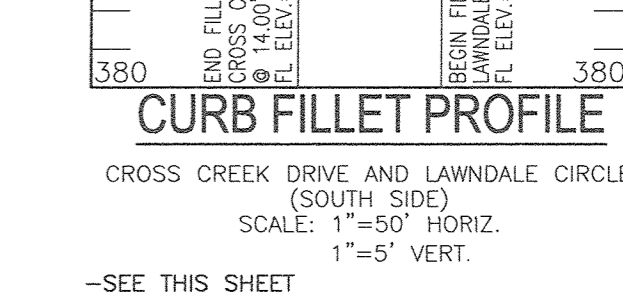 END FILL
CROSS C
@ 14.00'
FL ELEV.
BEGIN FIL
LAWNDALE
FL ELEV.
380
380
CURB FILLET PROFILE
CROSS CREEK DRIVE AND LAWNDALE CIRCLE
(SOUTH SIDE)
SCALE: 1"=50' HORIZ.
1"=5' VERT.
-SEE THIS SHEET